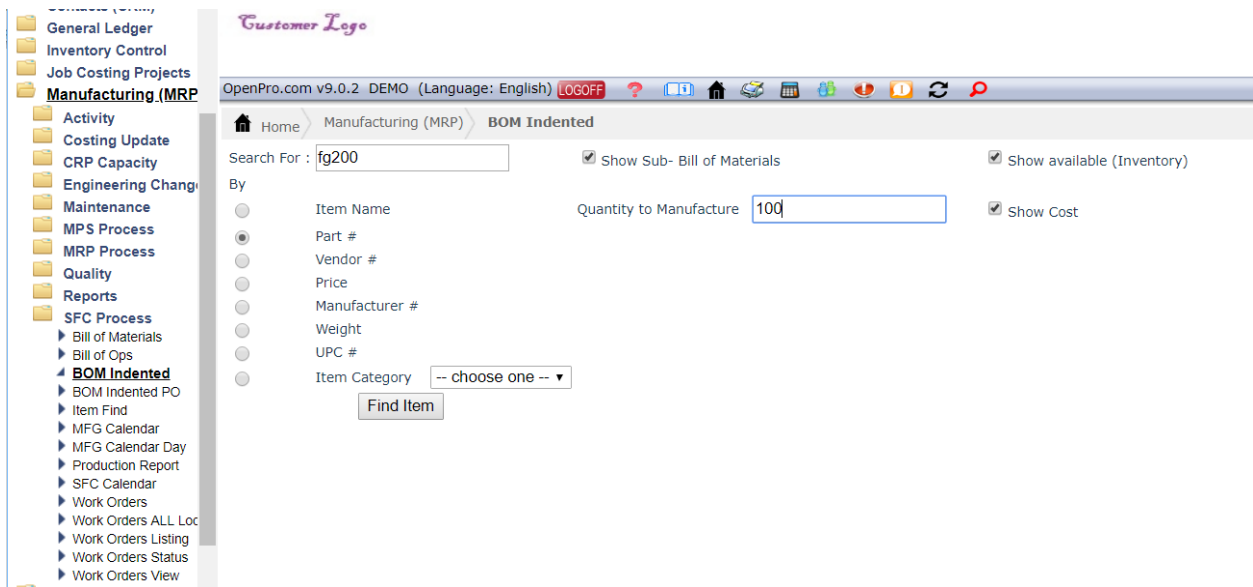 Contacts (CRM)
General Ledger
Inventory Control
Job Costing Projects
Manufacturing (MRP
Activity
Costing Update
CRP Capacity
Engineering Chang
Maintenance
MPS Process
MRP Process
Quality
Reports
SFC Process
Bill of Materials
Bill of Ops
BOM Indented
BOM Indented PO
Item Find
MFG Calendar
MFG Calendar Day
Production Report
SFC Calendar
Work Orders
Work Orders ALL Loc
Work Orders Listing
Work Orders Status
Work Orders View
Customer Logo
OpenPro.com v9.0.2 DEMO (Language: English) LOGOFF
Home Manufacturing (MRP) BOM Indented
Search For : fg200 Show Sub- Bill of Materials Show available (Inventory)
By
Item Name Quantity to Manufacture 100 Show Cost
Part #
Vendor #
Price
Manufacturer #
Weight
UPC #
Item Category -- choose one --
Find Item